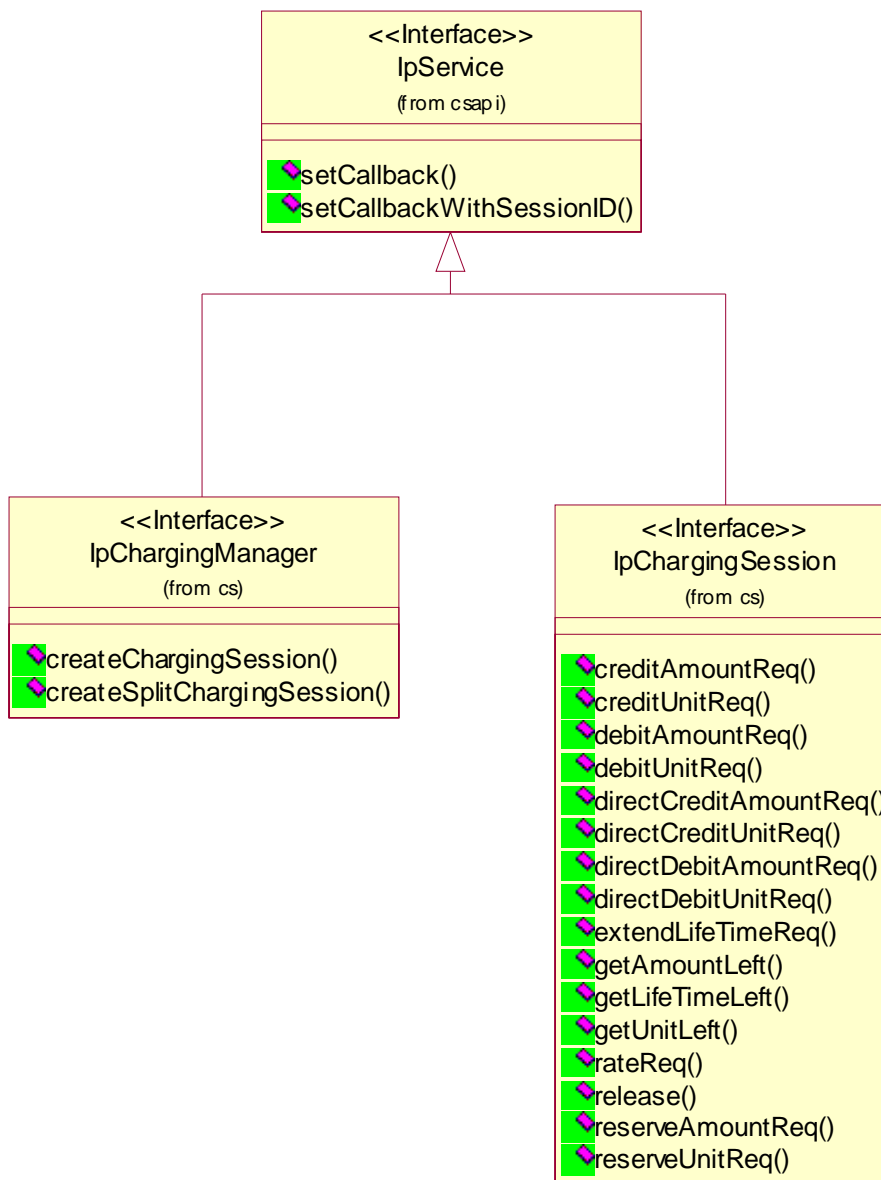 <<Interface>>
IpService
(from csapi)
setCallback()
setCallbackWithSessionID()
<<Interface>>
IpChargingManager
(from cs)
createChargingSession()
createSplitChargingSession()
<<Interface>>
IpChargingSession
(from cs)
creditAmountReq()
creditUnitReq()
debitAmountReq()
debitUnitReq()
directCreditAmountReq()
directCreditUnitReq()
directDebitAmountReq()
directDebitUnitReq()
extendLifeTimeReq()
getAmountLeft()
getLifeTimeLeft()
getUnitLeft()
rateReq()
release()
reserveAmountReq()
reserveUnitReq()